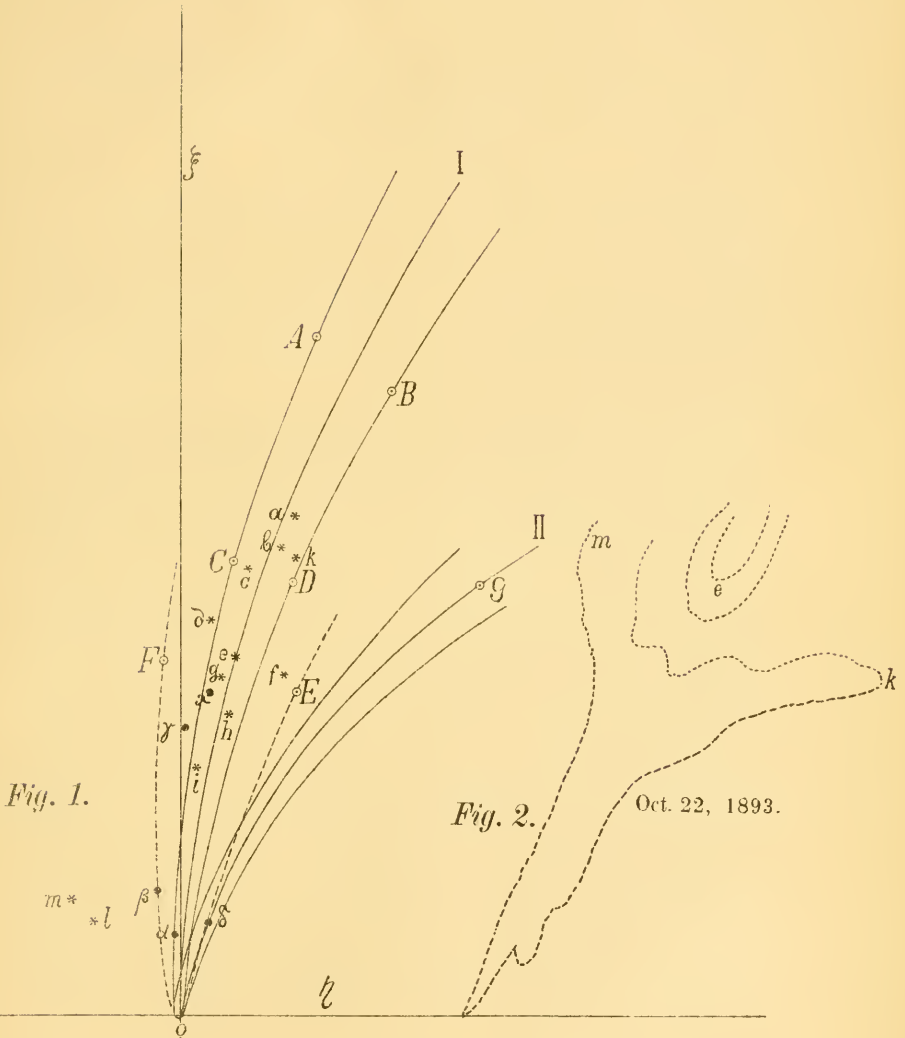 ξ
I
A
B
a *
b *
* k
II
m
C
* c
D
G
e
d *
F
e *
g *
f *
E
k
ϰ
* h
γ
* i
Fig. 1.
Fig. 2.
Oct. 22, 1893.
m *
* l
β
δ
α
η
o